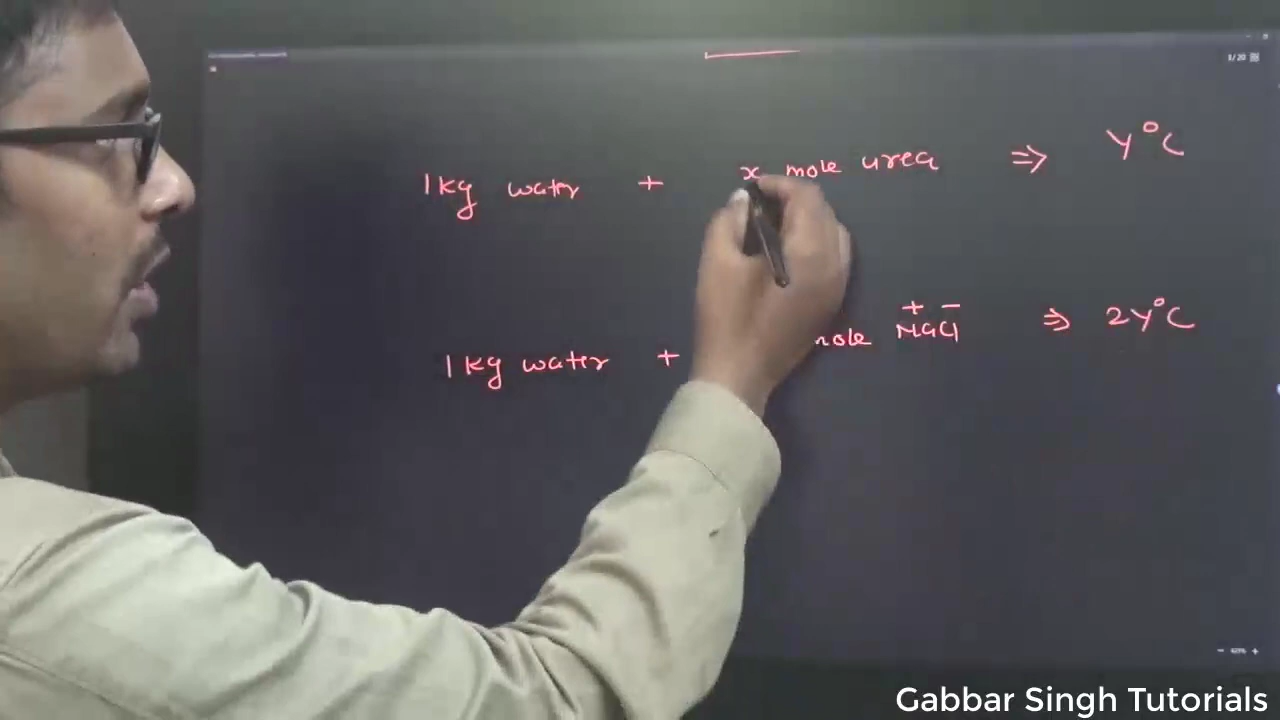 1kg water + x mole urea ⇒ Y°C
1kg water + mole NaCl ⇒ 2Y°C
+ −
Gabbar Singh Tutorials